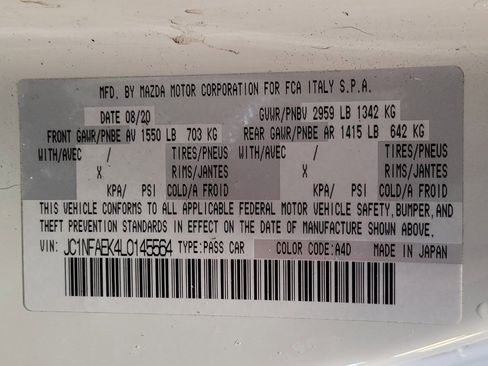 MFD. BY MAZDA MOTOR CORPORATION FOR FCA ITALY S.P.A.
DATE 08/20 GVWR/PNBV 2959 LB 1342 KG
FRONT GAWR/PNBE AV 1550 LB 703 KG REAR GAWR/PNBE AR 1415 LB 642 KG
WITH/AVEC / TIRES/PNEUS WITH/AVEC / TIRES/PNEUS
X RIMS/JANTES X RIMS/JANTES
KPA/ PSI COLD/A FROID KPA/ PSI COLD/A FROID
THIS VEHICLE CONFORMS TO ALL APPLICABLE FEDERAL MOTOR VEHICLE SAFETY, BUMPER, AND
THEFT PREVENTION STANDARDS IN EFFECT ON THE DATE OF MANUFACTURE SHOWN ABOVE.
VIN: JC1NFAEK4L0145564 TYPE:PASS CAR COLOR CODE:A4D MADE IN JAPAN